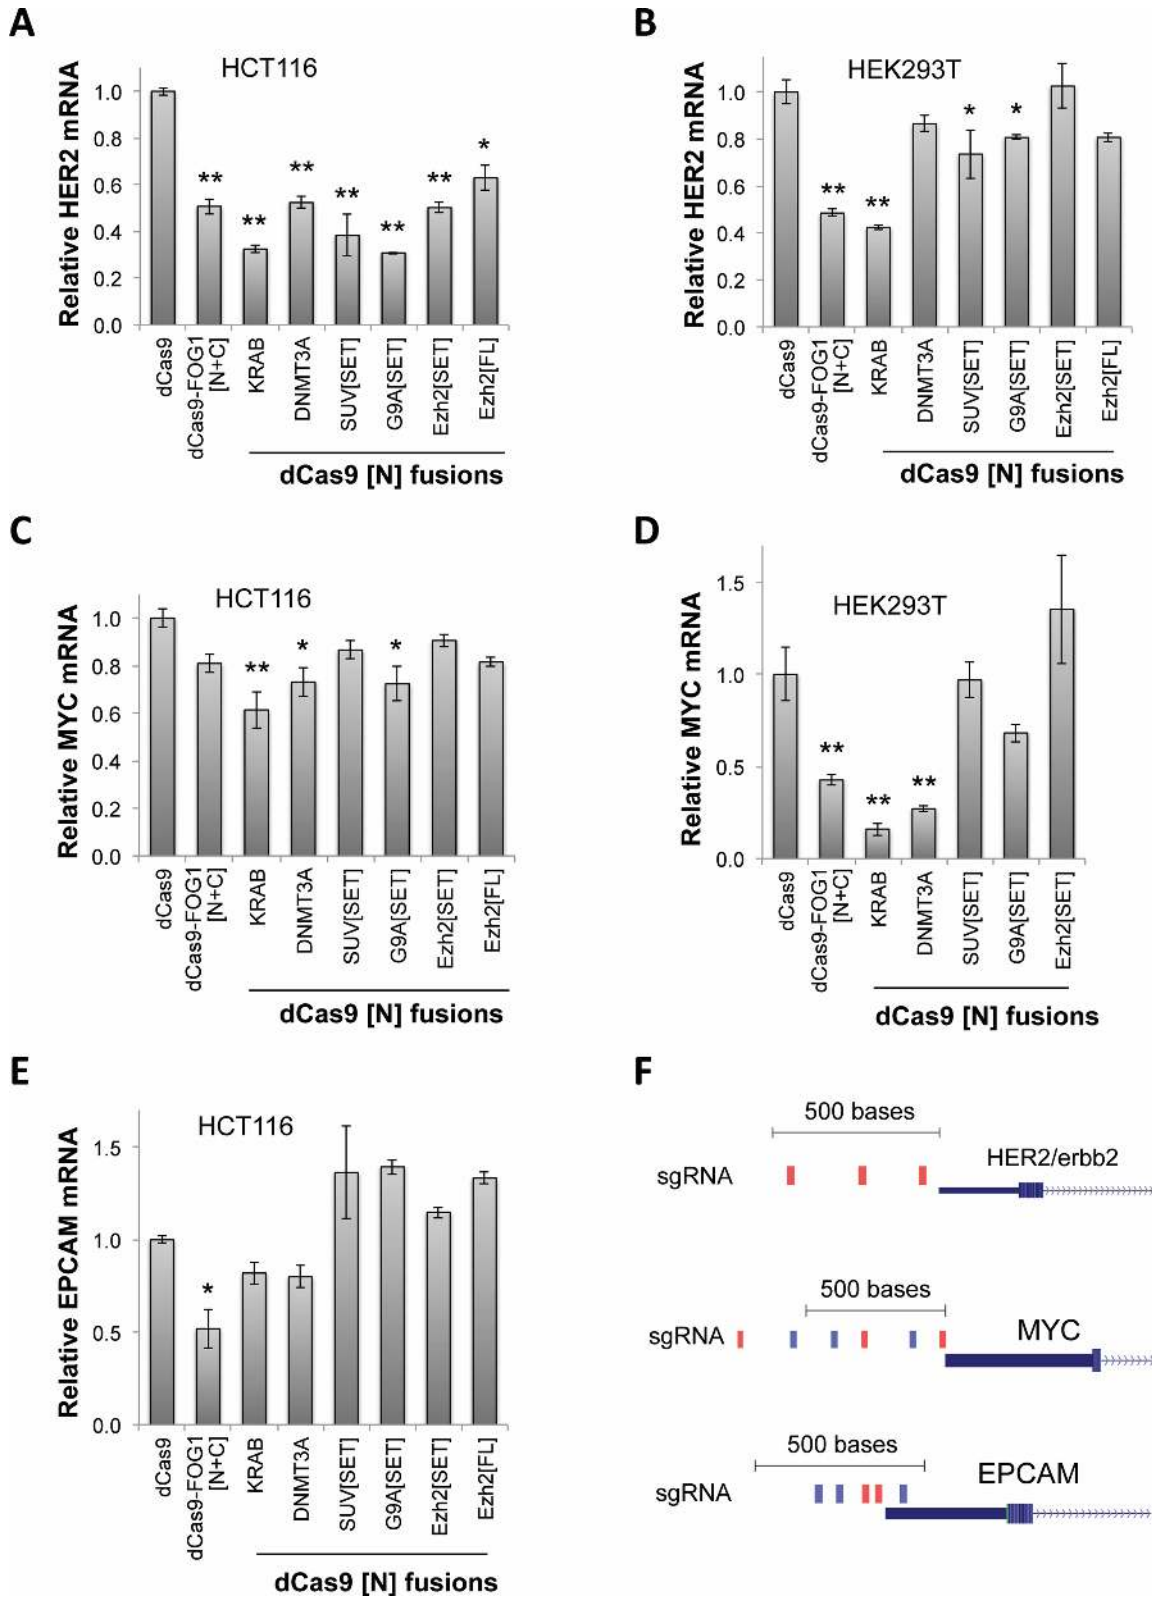 A
HCT116
Relative HER2 mRNA
1.0
0.8
0.6
0.4
0.2
0.0
**
**
**
**
**
**
*
dCas9
dCas9-FOG1
[N+C]
KRAB
DNMT3A
SUV[SET]
G9A[SET]
Ezh2[SET]
Ezh2[FL]
dCas9 [N] fusions
B
HEK293T
Relative HER2 mRNA
1.0
0.8
0.6
0.4
0.2
0.0
**
**
*
*
dCas9
dCas9-FOG1
[N+C]
KRAB
DNMT3A
SUV[SET]
G9A[SET]
Ezh2[SET]
Ezh2[FL]
dCas9 [N] fusions
C
HCT116
Relative MYC mRNA
1.0
0.8
0.6
0.4
0.2
0.0
**
*
*
dCas9
dCas9-FOG1
[N+C]
KRAB
DNMT3A
SUV[SET]
G9A[SET]
Ezh2[SET]
Ezh2[FL]
dCas9 [N] fusions
D
HEK293T
Relative MYC mRNA
1.5
1.0
0.5
0.0
**
**
**
dCas9
dCas9-FOG1
[N+C]
KRAB
DNMT3A
SUV[SET]
G9A[SET]
Ezh2[SET]
dCas9 [N] fusions
E
HCT116
Relative EPCAM mRNA
1.5
1.0
0.5
0.0
*
dCas9
dCas9-FOG1
[N+C]
KRAB
DNMT3A
SUV[SET]
G9A[SET]
Ezh2[SET]
Ezh2[FL]
dCas9 [N] fusions
F
500 bases
sgRNA
HER2/erbb2
500 bases
sgRNA
MYC
500 bases
sgRNA
EPCAM